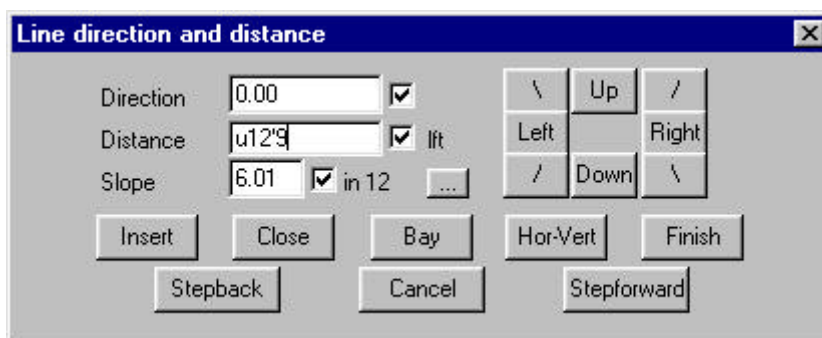 Line direction and distance
Direction 0.00 \ Up /
Distance u12'9 lft Left Right
Slope 6.01 in 12 ... / Down \
Insert Close Bay Hor-Vert Finish
Stepback Cancel Stepforward